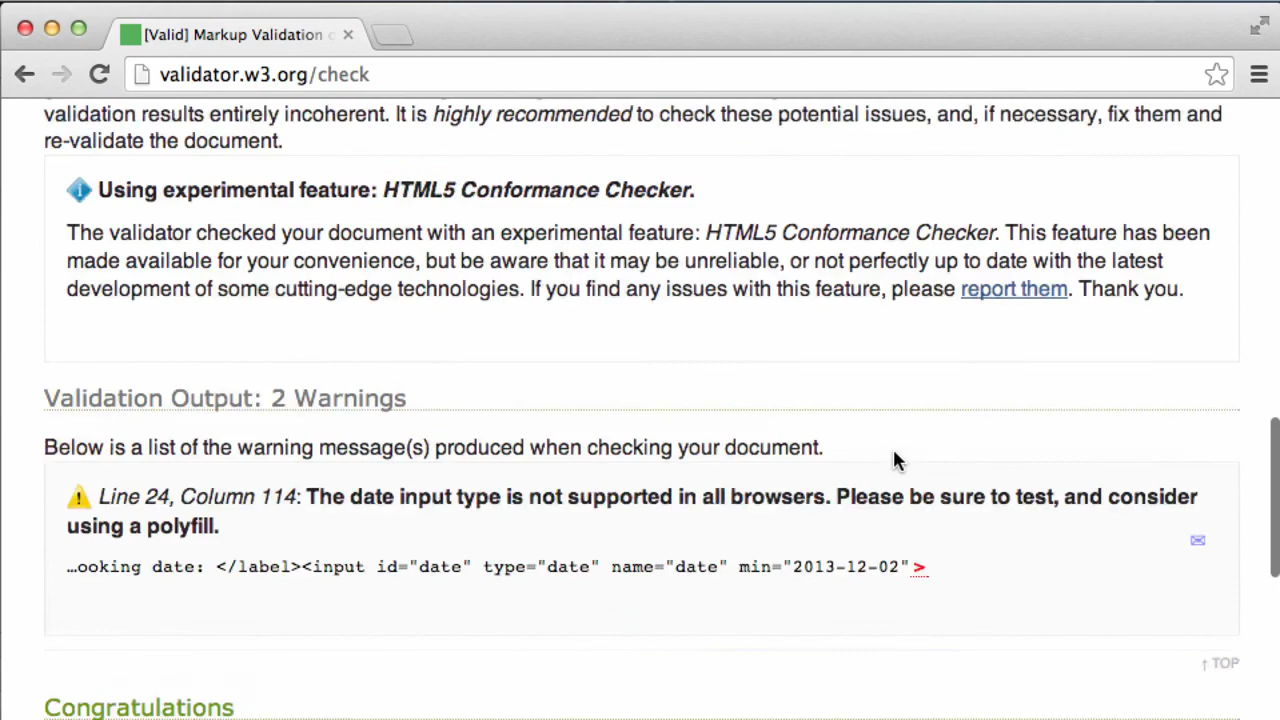 [Valid] Markup Validation
validator.w3.org/check
validation results entirely incoherent. It is highly recommended to check these potential issues, and, if necessary, fix them and
re-validate the document.
Using experimental feature: HTML5 Conformance Checker.
The validator checked your document with an experimental feature: HTML5 Conformance Checker. This feature has been
made available for your convenience, but be aware that it may be unreliable, or not perfectly up to date with the latest
development of some cutting-edge technologies. If you find any issues with this feature, please report them. Thank you.
Validation Output: 2 Warnings
Below is a list of the warning message(s) produced when checking your document.
Line 24, Column 114: The date input type is not supported in all browsers. Please be sure to test, and consider
using a polyfill.
…ooking date: </label><input id="date" type="date" name="date" min="2013-12-02">
↑ TOP
Congratulations